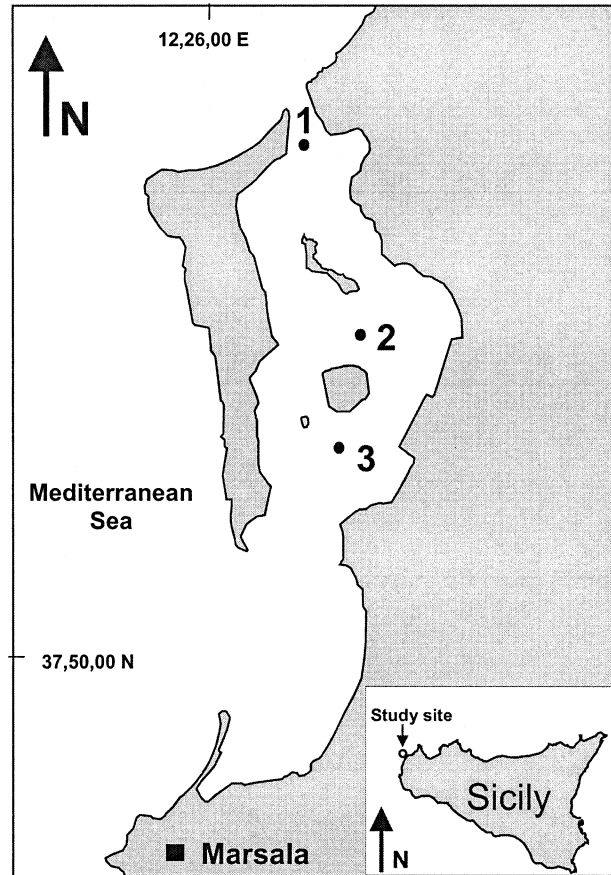 12,26,00 E
N
1
2
3
Mediterranean
Sea
37,50,00 N
Study site
Sicily
N
Marsala